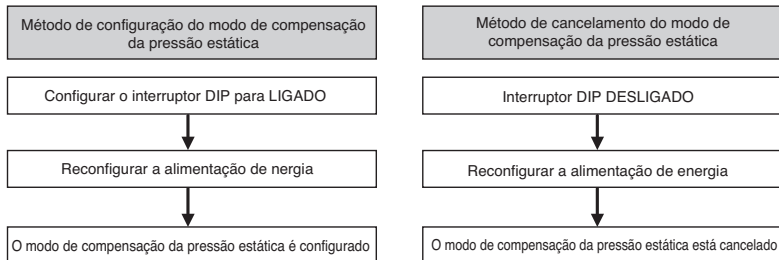 Método de configuração do modo de compensação
da pressão estática
Configurar o interruptor DIP para LIGADO
Reconfigurar a alimentação de nergia
O modo de compensação da pressão estática é configurado
Método de cancelamento do modo de
compensação da pressão estática
Interruptor DIP DESLIGADO
Reconfigurar a alimentação de energia
O modo de compensação da pressão estática está cancelado